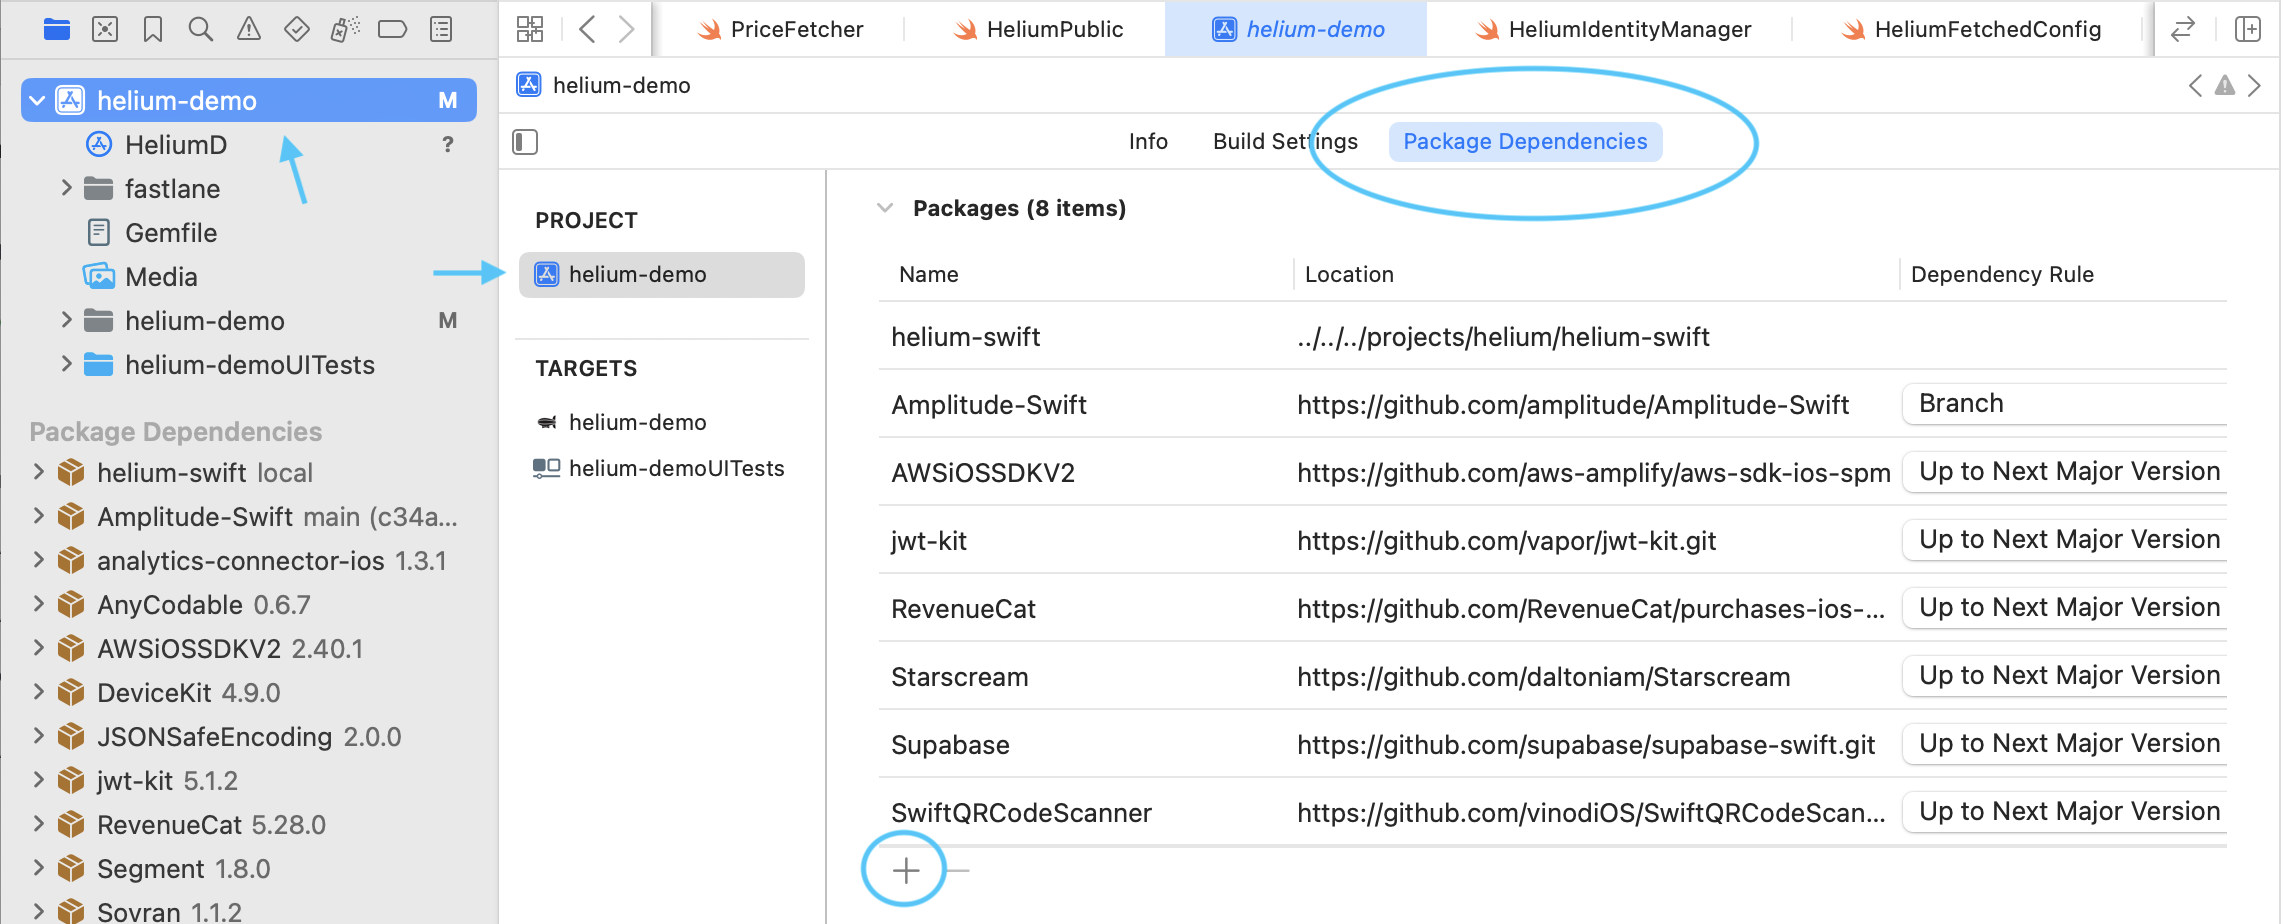 PriceFetcher
HeliumPublic
helium-demo
HeliumIdentityManager
HeliumFetchedConfig
helium-demo M
HeliumD ?
fastlane
Gemfile
Media
helium-demo M
helium-demoUITests
Package Dependencies
helium-swift local
Amplitude-Swift main (c34a...
analytics-connector-ios 1.3.1
AnyCodable 0.6.7
AWSiOSSDKV2 2.40.1
DeviceKit 4.9.0
JSONSafeEncoding 2.0.0
jwt-kit 5.1.2
RevenueCat 5.28.0
Segment 1.8.0
Sovran 1.1.2
helium-demo
Info Build Settings Package Dependencies
PROJECT
helium-demo
TARGETS
helium-demo
helium-demoUITests
Packages (8 items)
Name Location Dependency Rule
helium-swift ../../../projects/helium/helium-swift
Amplitude-Swift https://github.com/amplitude/Amplitude-Swift Branch
AWSiOSSDKV2 https://github.com/aws-amplify/aws-sdk-ios-spm Up to Next Major Version
jwt-kit https://github.com/vapor/jwt-kit.git Up to Next Major Version
RevenueCat https://github.com/RevenueCat/purchases-ios-... Up to Next Major Version
Starscream https://github.com/daltoniam/Starscream Up to Next Major Version
Supabase https://github.com/supabase/supabase-swift.git Up to Next Major Version
SwiftQRCodeScanner https://github.com/vinodiOS/SwiftQRCodeScan... Up to Next Major Version